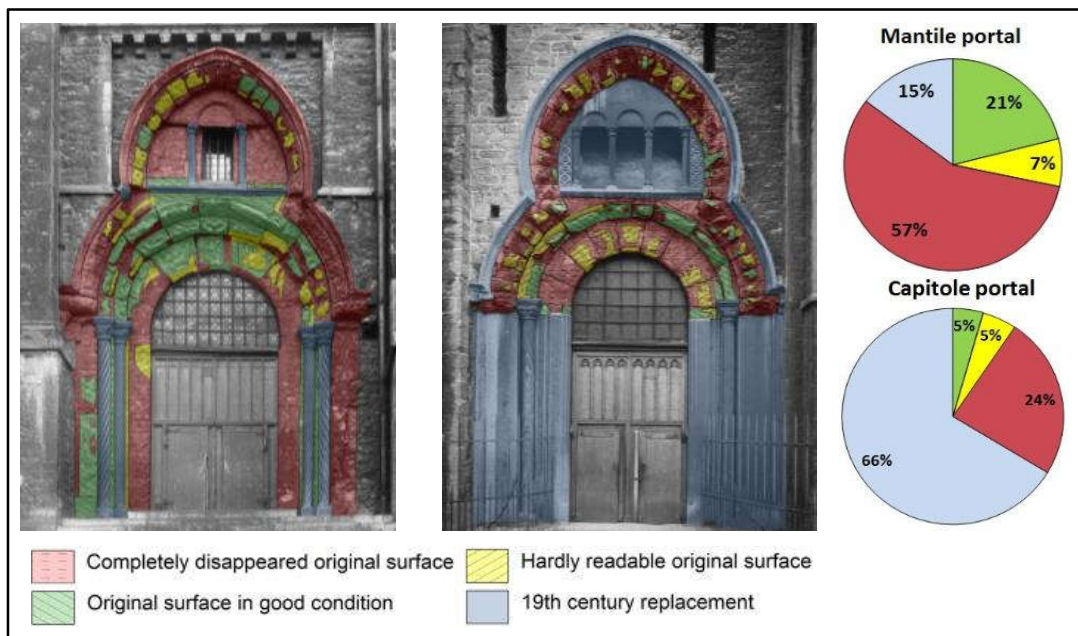 Mantile portal
15%
21%
7%
57%
Capitole portal
5%
5%
24%
66%
Completely disappeared original surface
Hardly readable original surface
Original surface in good condition
19th century replacement